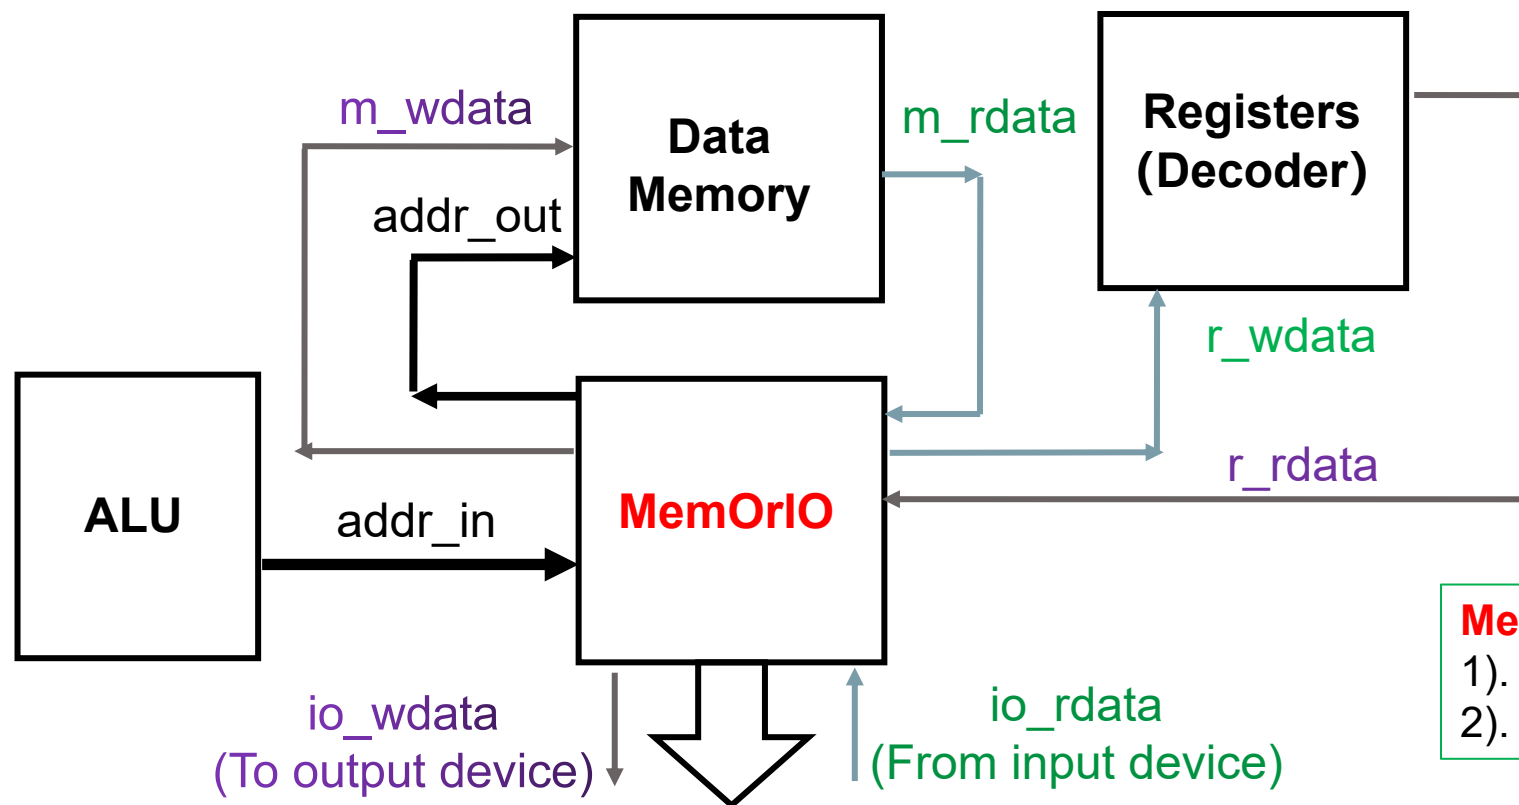 m_wdata
Data
Memory
m_rdata
Registers
(Decoder)
addr_out
r_wdata
ALU
addr_in
MemOrIO
r_rdata
io_wdata
(To output device)
io_rdata
(From input device)
Me
1).
2).